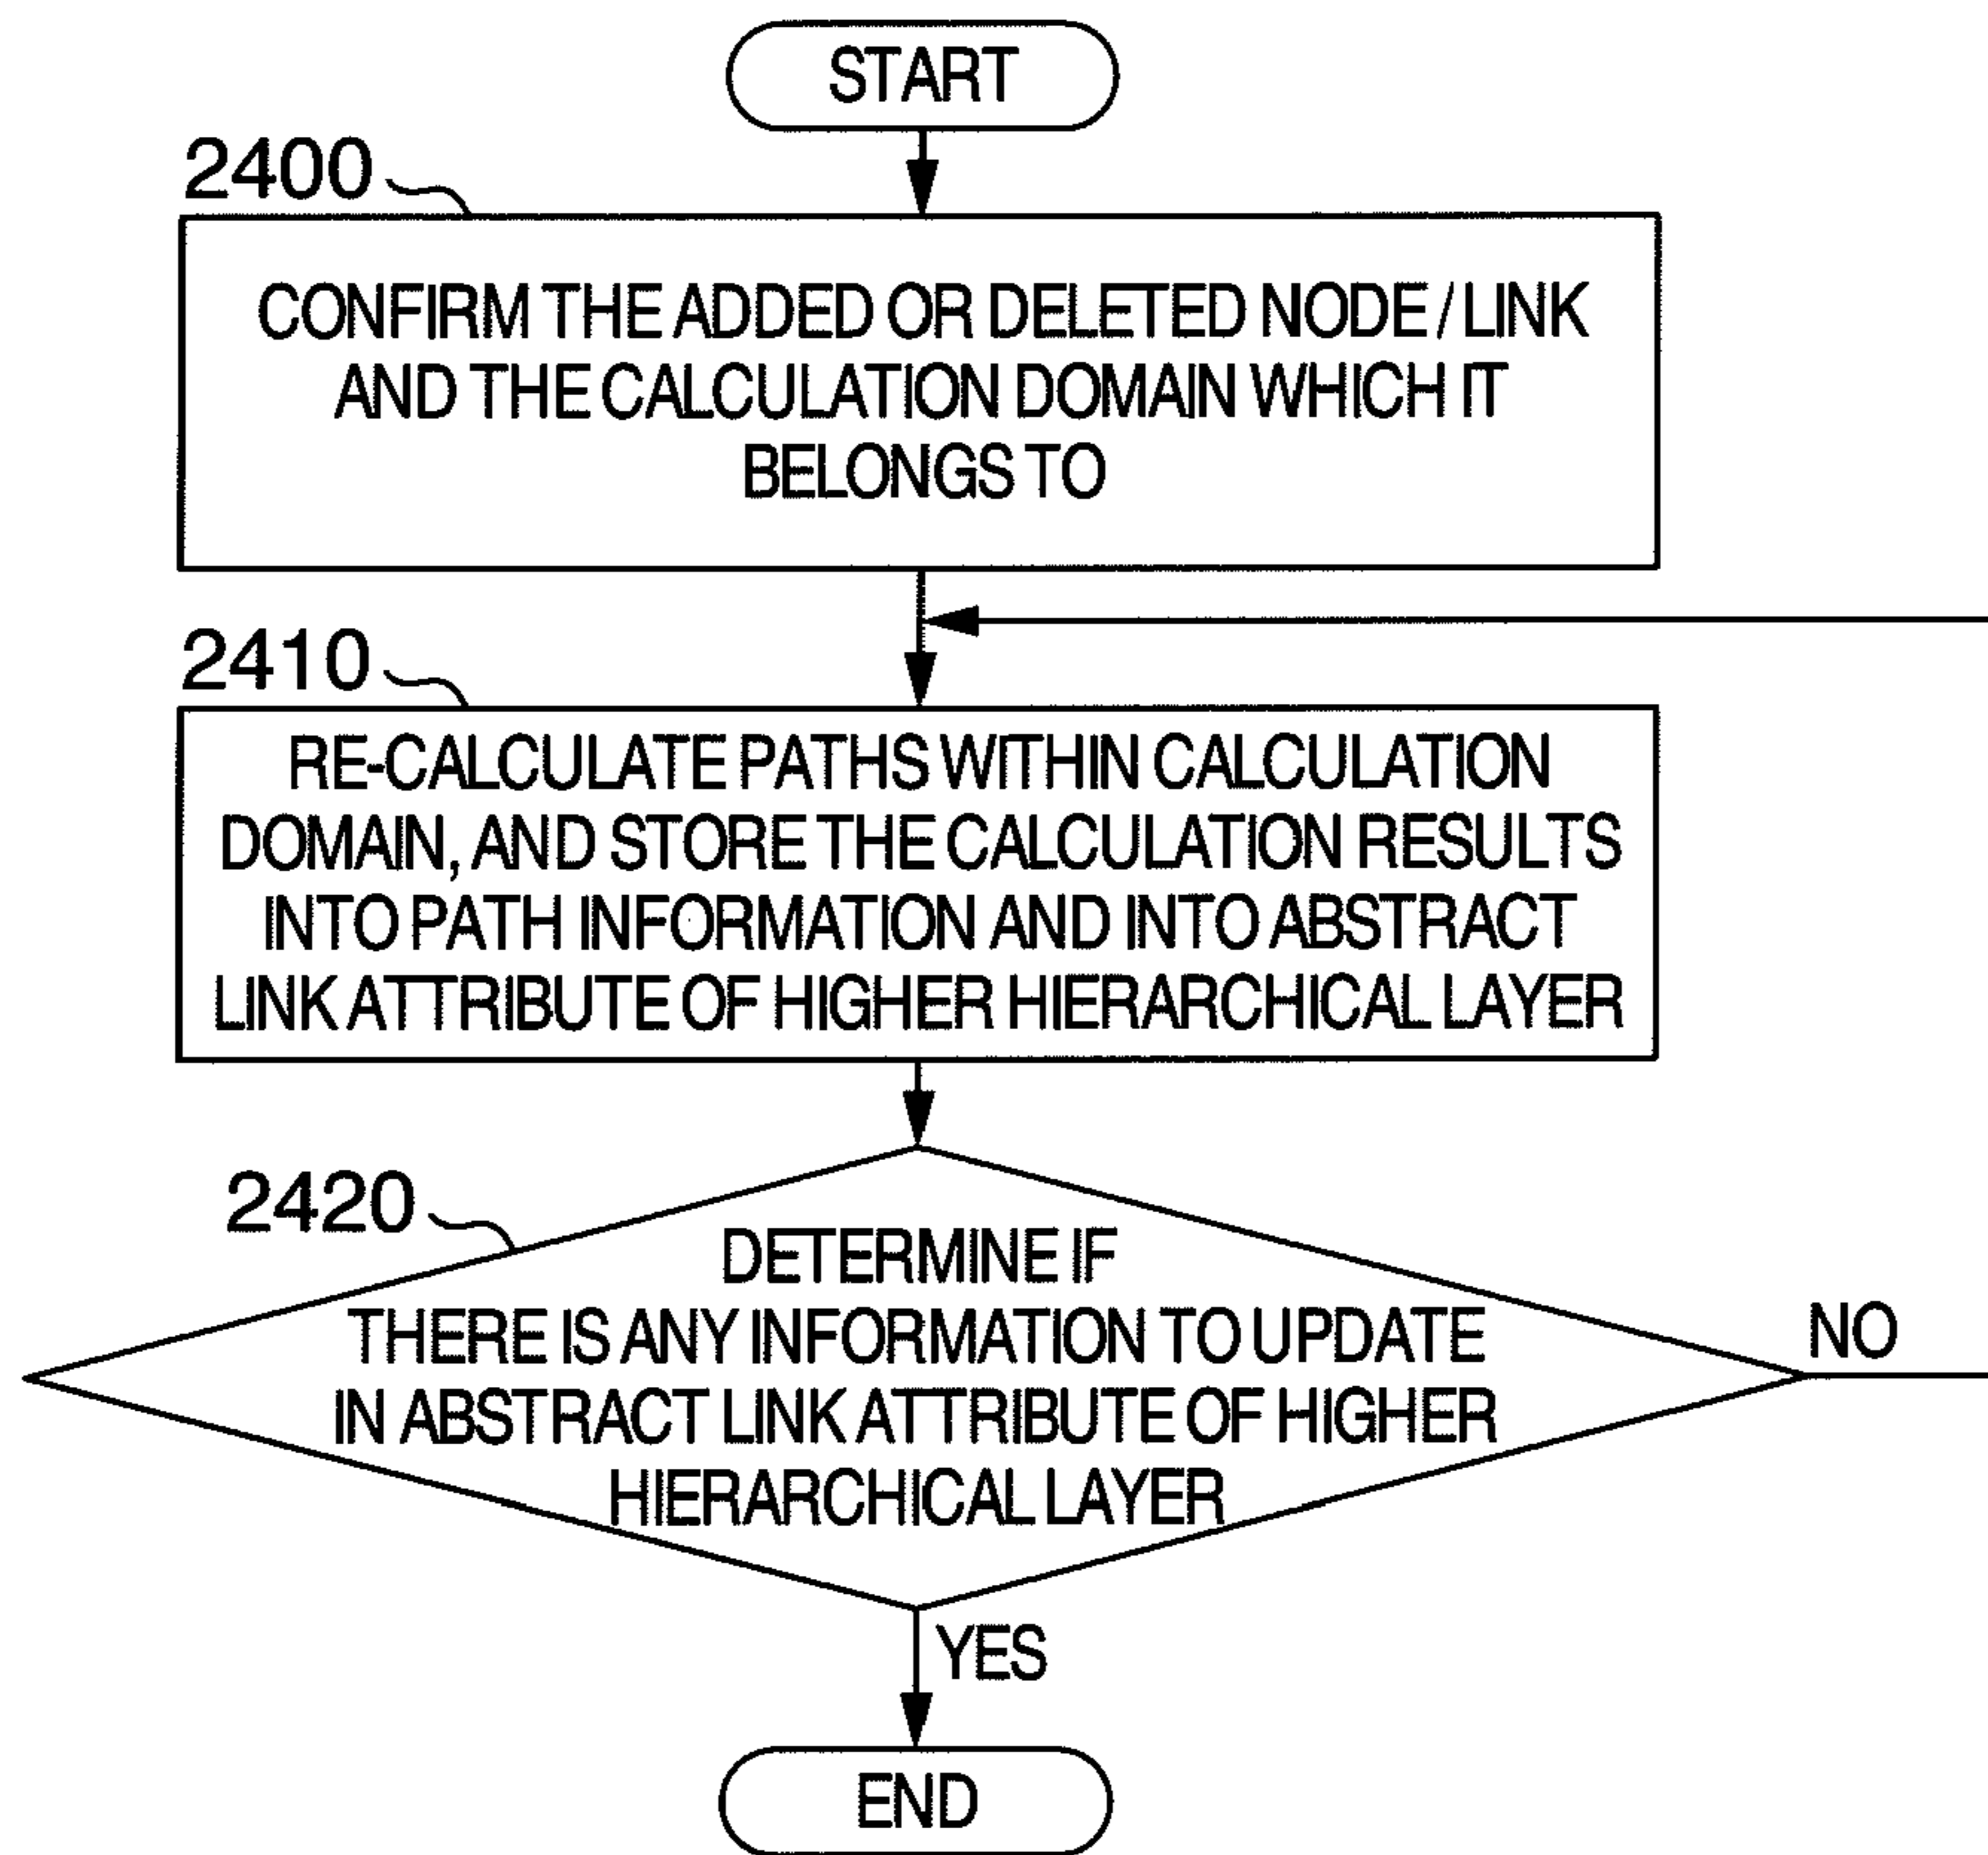 START
2400
CONFIRM THE ADDED OR DELETED NODE / LINK
AND THE CALCULATION DOMAIN WHICH IT
BELONGS TO
2410
RE-CALCULATE PATHS WITHIN CALCULATION
DOMAIN, AND STORE THE CALCULATION RESULTS
INTO PATH INFORMATION AND INTO ABSTRACT
LINK ATTRIBUTE OF HIGHER HIERARCHICAL LAYER
2420
DETERMINE IF
THERE IS ANY INFORMATION TO UPDATE
IN ABSTRACT LINK ATTRIBUTE OF HIGHER
HIERARCHICAL LAYER
NO
YES
END